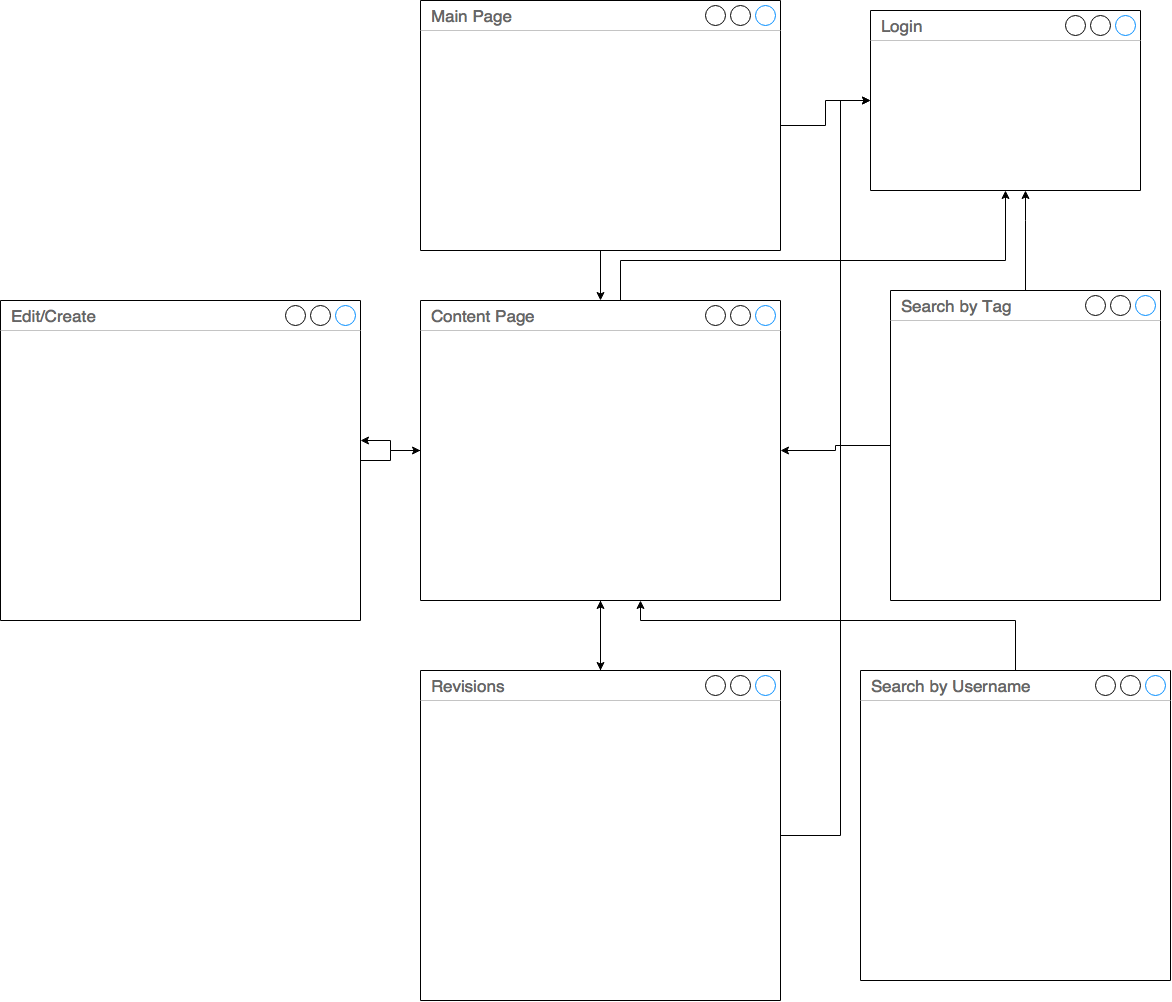 Main Page
Login
Edit/Create
Content Page
Search by Tag
Revisions
Search by Username